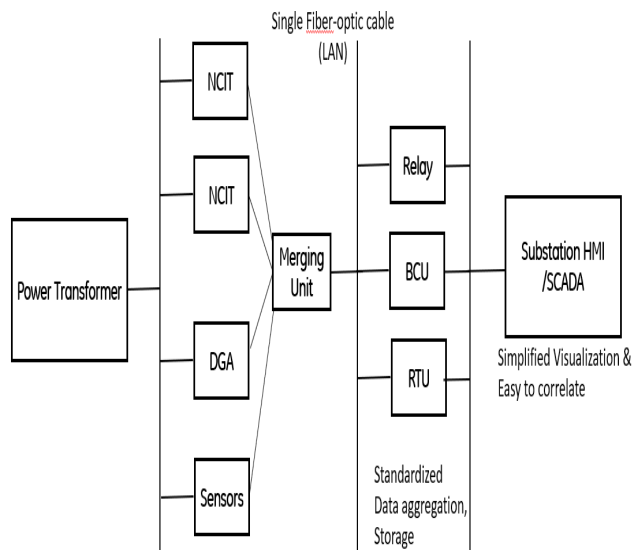 Single Fiber-optic cable
(LAN)
NCIT
NCIT
Relay
Power Transformer
Merging
Unit
BCU
Substation HMI
/SCADA
Simplified Visualization &
Easy to correlate
DGA
RTU
Sensors
Standardized
Data aggregation,
Storage